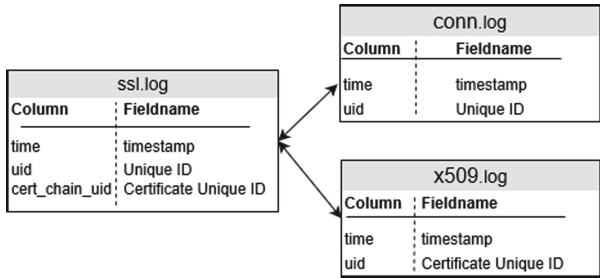 ssl.log
Column Fieldname
time timestamp
uid Unique ID
cert_chain_uid Certificate Unique ID
conn.log
Column Fieldname
time timestamp
uid Unique ID
x509.log
Column Fieldname
time timestamp
uid Certificate Unique ID